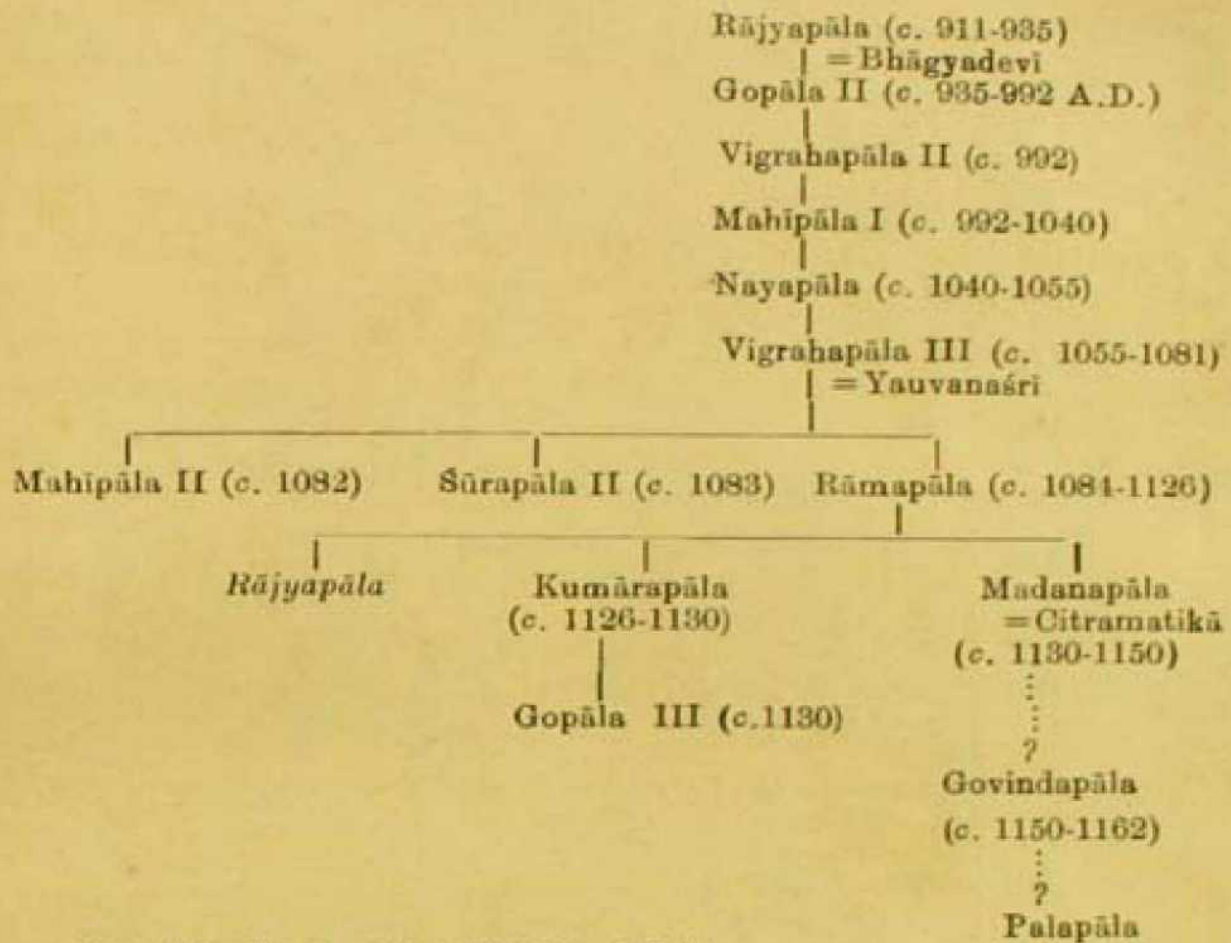 Rājyapāla (c. 911-935)
= Bhāgyadevī
Gopāla II (c. 935-992 A.D.)
Vigrahapāla II (c. 992)
Mahīpāla I (c. 992-1040)
Nayapāla (c. 1040-1055)
Vigrahapāla III (c. 1055-1081)
= Yauvanaśrī
Mahīpāla II (c. 1082) Śūrapāla II (c. 1083) Rāmapāla (c. 1084-1126)
Rājyapāla Kumārapāla Madanapāla
(c. 1126-1130) = Citramatikā
(c. 1130-1150)
Gopāla III (c.1130)
?
Govindapāla
(c. 1150-1162)
?
Palapāla